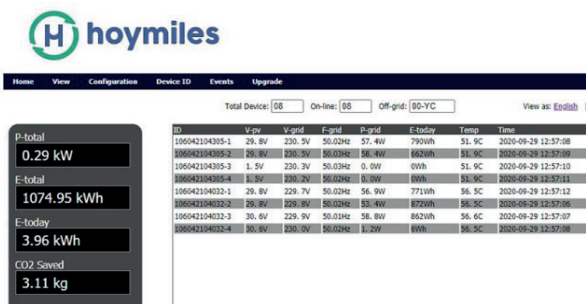 hoymiles
Home View Configuration Device ID Events Upgrade
Total Device: 08 On-line: 08 Off-grid: 00-YC View as: English
P-total
0.29 kW
E-total
1074.95 kWh
E-today
3.96 kWh
CO2 Saved
3.11 kg
ID V-pv V-grid F-grid P-grid E-today Temp Time
106042104305-1 29. 8V 230. 5V 50.02Hz 57. 4W 790Wh 51. 9C 2020-09-29 12:57:08
106042104305-2 29. 8V 230. 5V 50.02Hz 58. 4W 662Wh 51. 9C 2020-09-29 12:57:09
106042104305-3 1. 5V 230. 3V 50.03Hz 0. 0W 0Wh 51. 9C 2020-09-29 12:57:10
106042104305-4 1. 5V 230. 2V 50.02Hz 0. 0W 0Wh 51. 9C 2020-09-29 12:57:11
106042104032-1 29. 8V 229. 7V 50.02Hz 56. 9W 771Wh 56. 5C 2020-09-29 12:57:12
106042104032-2 29. 8V 229. 8V 50.02Hz 53. 4W 872Wh 56. 5C 2020-09-29 12:57:06
106042104032-3 30. 6V 229. 9V 50.01Hz 58. 8W 862Wh 56. 6C 2020-09-29 12:57:07
106042104032-4 30. 6V 230. 0V 50.02Hz 1. 2W 6Wh 56. 5C 2020-09-29 12:57:08